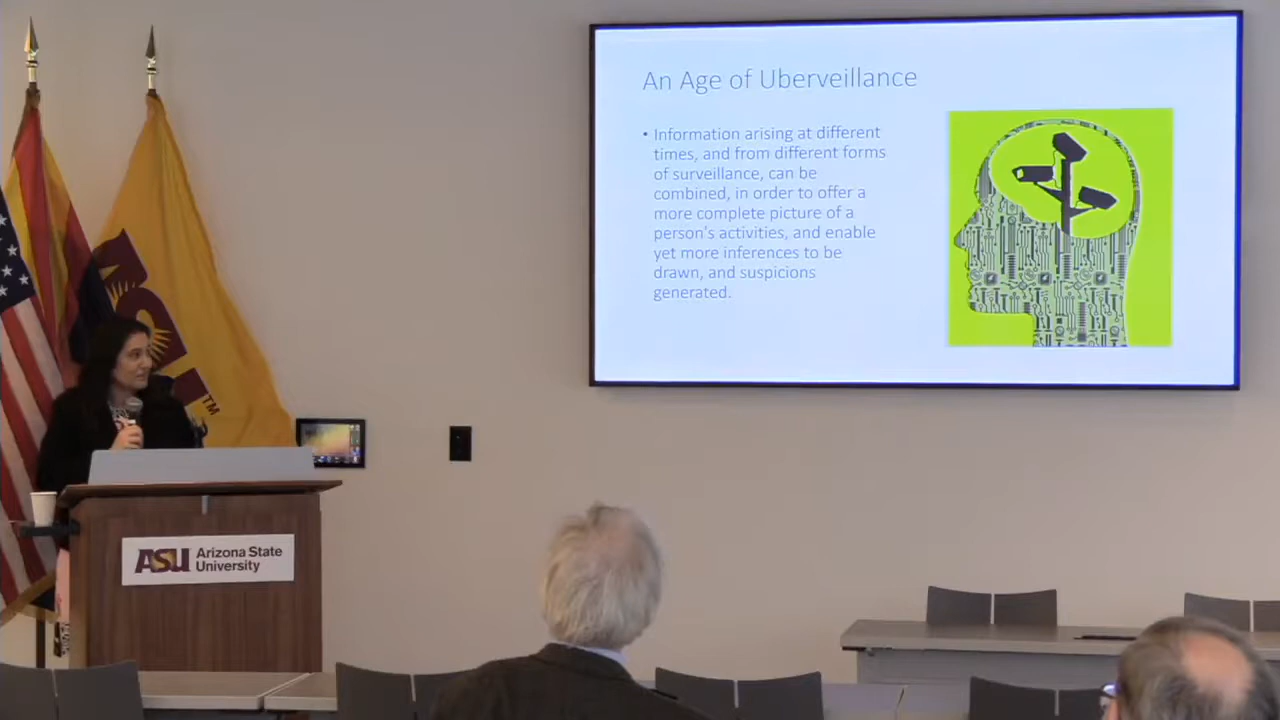 An Age of Uberveillance
• Information arising at different
times, and from different forms
of surveillance, can be
combined, in order to offer a
more complete picture of a
person's activities, and enable
yet more inferences to be
drawn, and suspicions
generated.
TM
ASU Arizona State
University